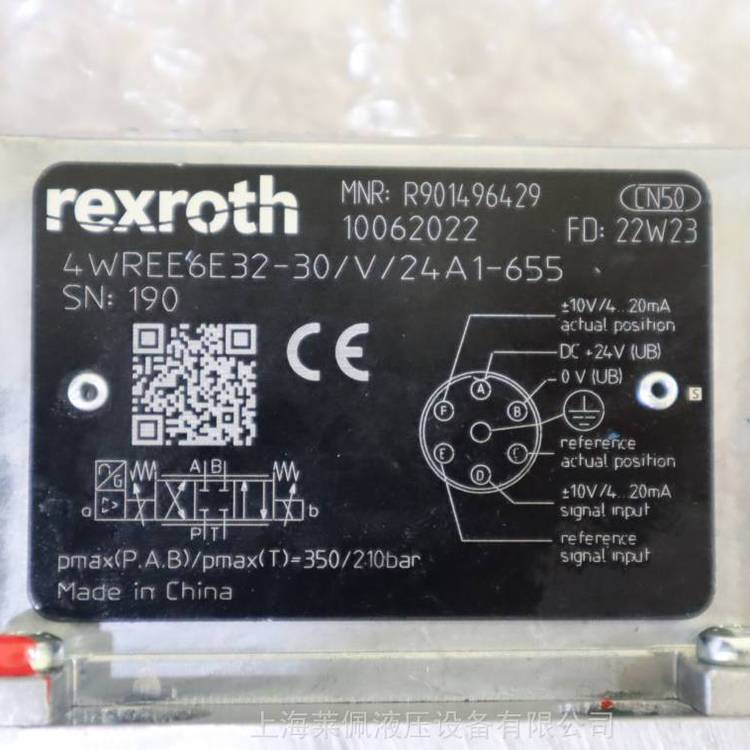 rexroth
MNR: R901496429
CN50
10062022
FD: 22W23
4WREE6E32-30/V/24A1-655
SN: 190
±10V/4...20mA
actual position
DC +24V (UB)
0 V (UB)
CE
A
B
C
D
E
F
S
reference
actual position
±10V/4...20mA
signal input
reference
signal input
G
A B
a
b
P T
pmax(P.A.B)/pmax(T)=350/210bar
Made in China
上海莱佩液压设备有限公司